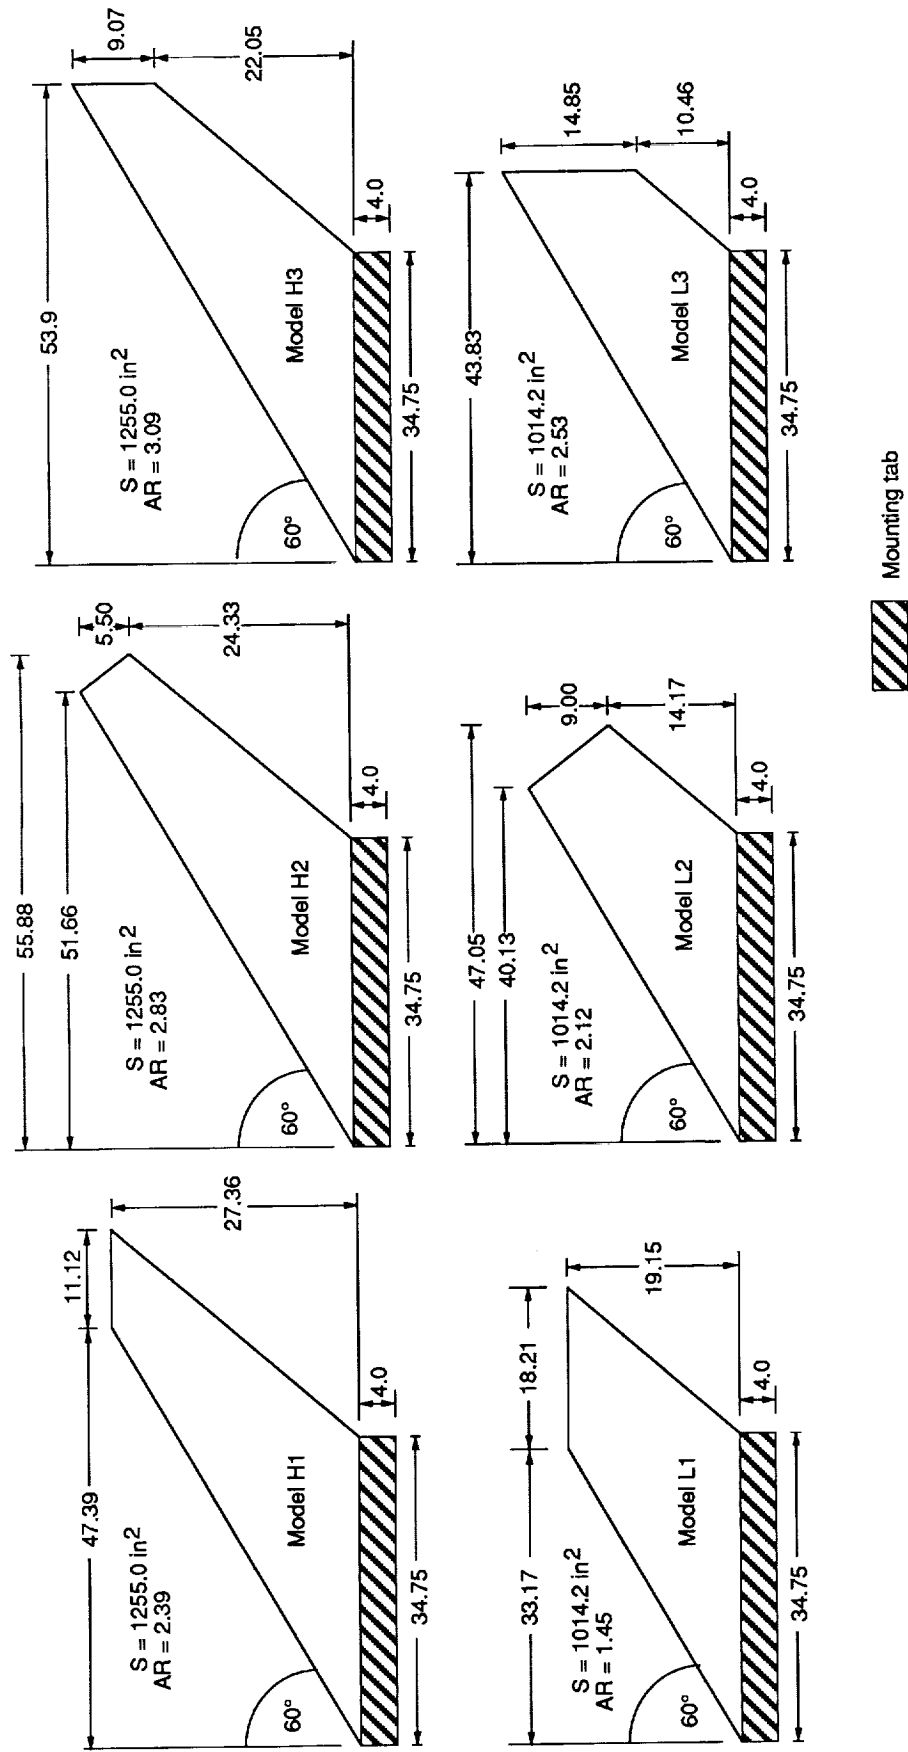 47.39
11.12
S = 1255.0 in2
AR = 2.39
60°
Model H1
27.36
4.0
34.75
55.88
51.66
5.50
S = 1255.0 in2
AR = 2.83
60°
Model H2
24.33
4.0
34.75
53.9
9.07
S = 1255.0 in2
AR = 3.09
60°
Model H3
22.05
4.0
34.75
33.17
18.21
S = 1014.2 in2
AR = 1.45
60°
Model L1
19.15
4.0
34.75
47.05
40.13
9.00
S = 1014.2 in2
AR = 2.12
60°
Model L2
14.17
4.0
34.75
43.83
14.85
S = 1014.2 in2
AR = 2.53
60°
Model L3
10.46
4.0
34.75
Mounting tab